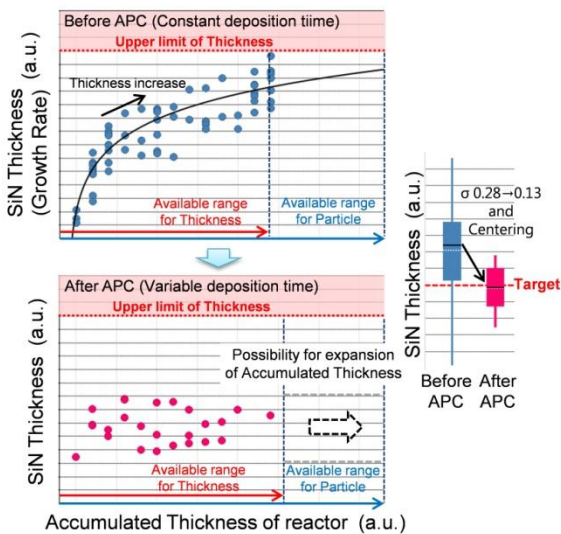 Before APC (Constant deposition tiime)
Upper limit of Thickness
Thickness increase
SiN Thickness (a.u.)
(Growth Rate)
Available range
for Thickness
Available range
for Particle
After APC (Variable deposition time)
Upper limit of Thickness
SiN Thickness (a.u.)
Possibility for expansion
of Accumulated Thickness
Available range
for Thickness
Available range
for Particle
Accumulated Thickness of reactor (a.u.)
SiN Thickness (a.u.)
σ 0.28→0.13
and
Centering
Target
Before
APC
After
APC